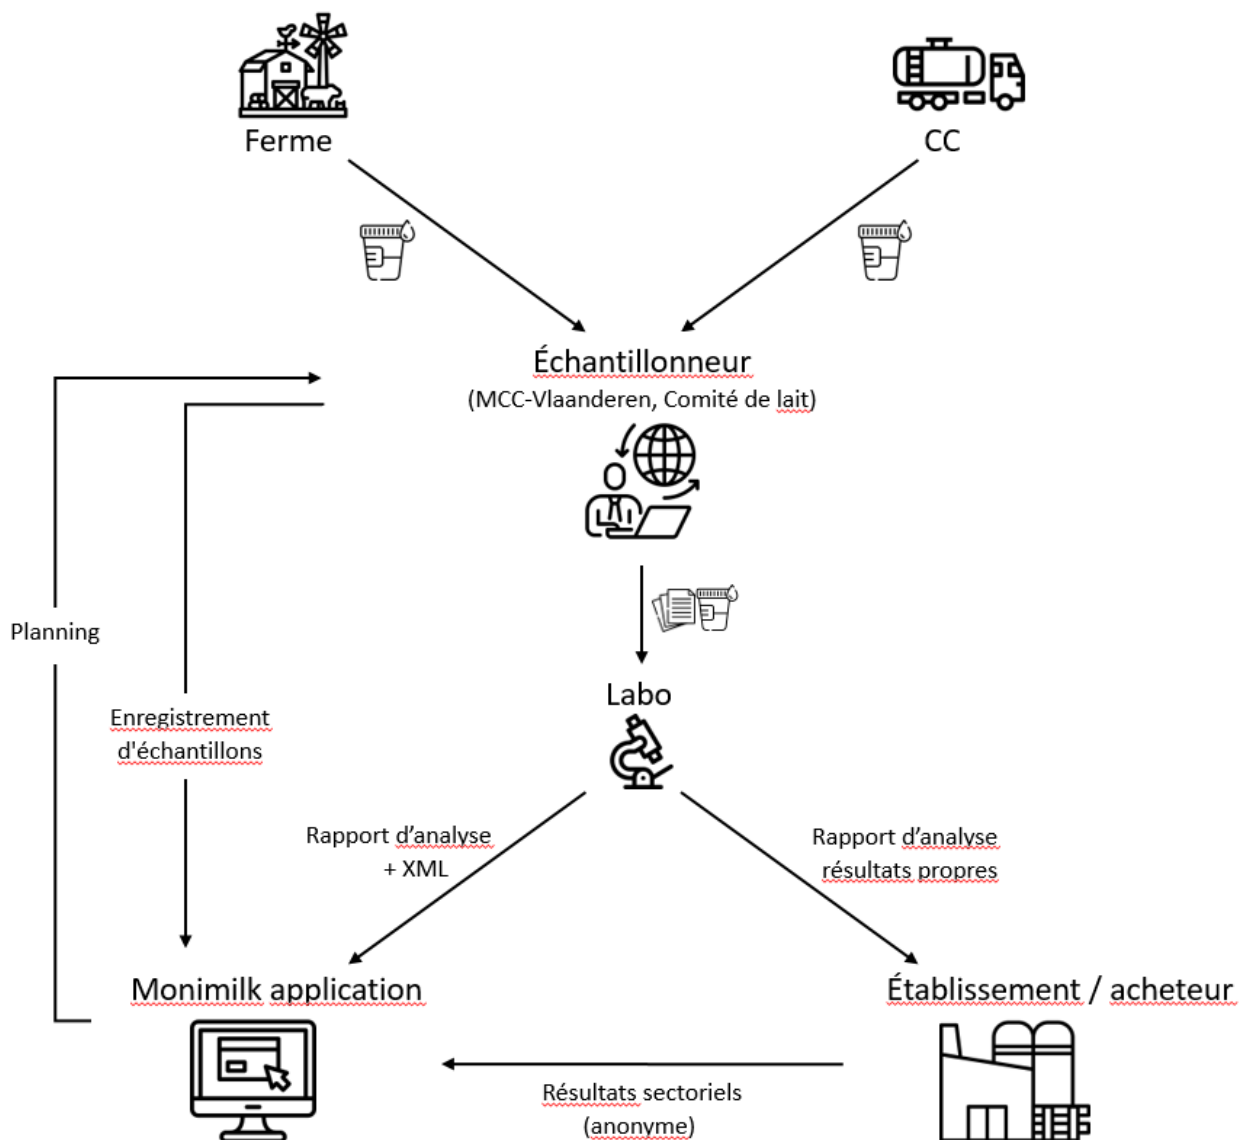 Ferme
CC
Échantillonneur
(MCC-Vlaanderen, Comité de lait)
Planning
Labo
Enregistrement
d'échantillons
Rapport d’analyse
+ XML
Rapport d’analyse
résultats propres
Monimilk application
Établissement / acheteur
Résultats sectoriels
(anonyme)